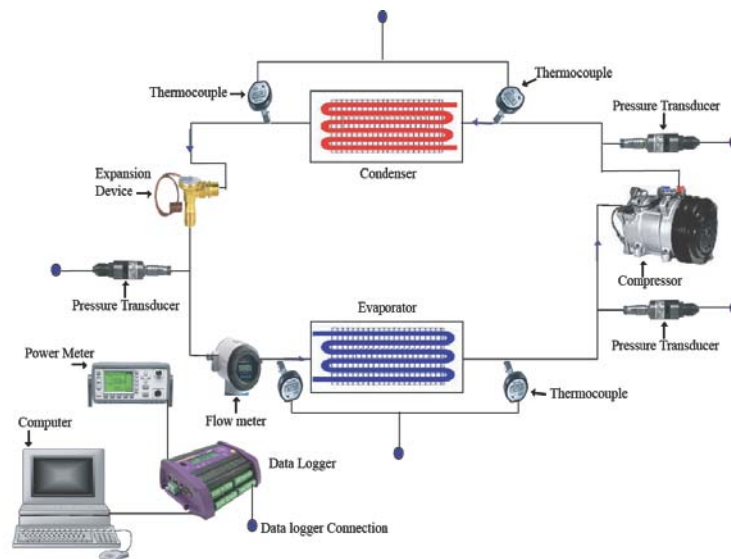 Thermocouple
Thermocouple
Pressure Transducer
Condenser
Expansion
Device
Compressor
Pressure Transducer
Evaporator
Pressure Transducer
Power Meter
Thermocouple
Flow meter
Computer
Data Logger
Data logger Connection